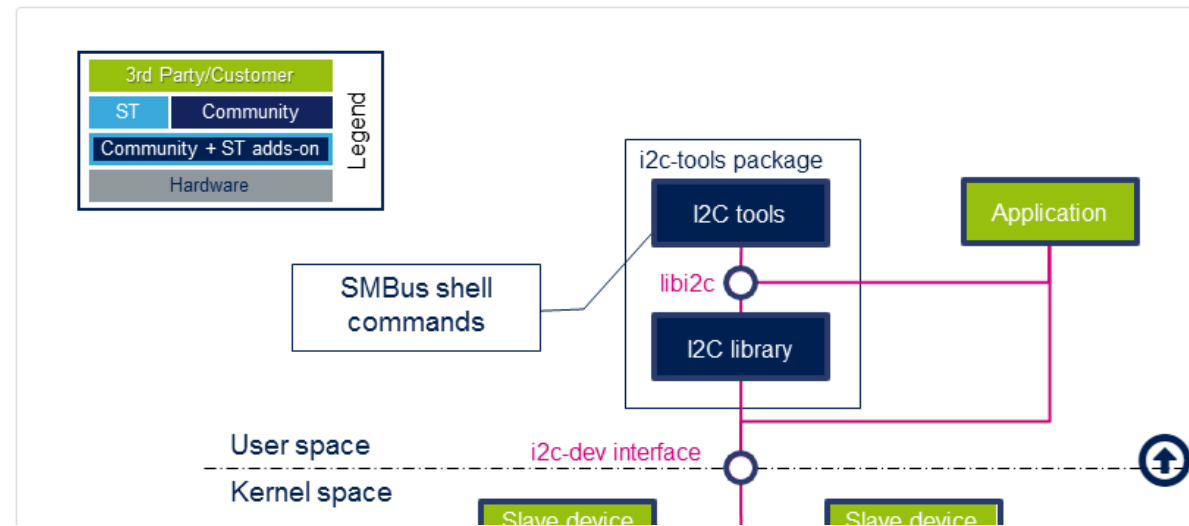 3rd Party/Customer
ST
Community
Community + ST adds-on
Hardware
Legend
i2c-tools package
I2C tools
Application
SMBus shell
commands
libi2c
I2C library
User space
i2c-dev interface
Kernel space
Slave device
Slave device